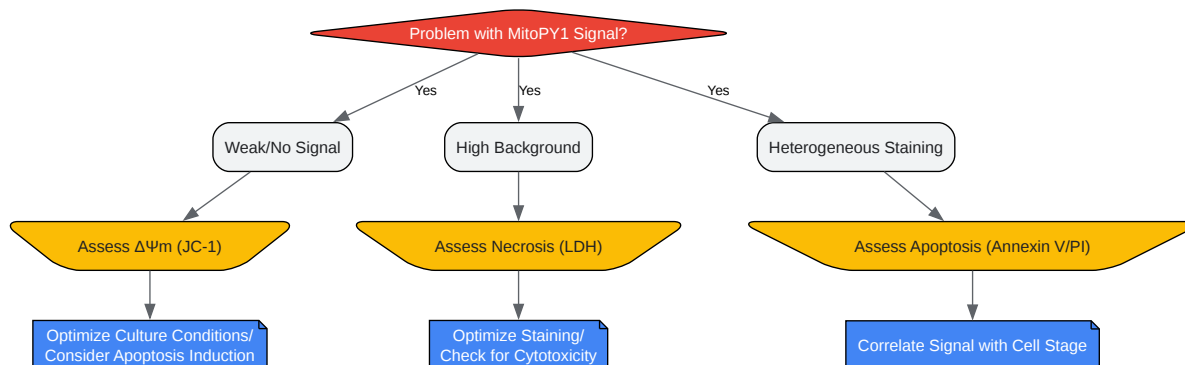 Problem with MitoPY1 Signal?
Yes
Yes
Yes
Weak/No Signal
High Background
Heterogeneous Staining
Assess ΔΨm (JC-1)
Assess Necrosis (LDH)
Assess Apoptosis (Annexin V/PI)
Optimize Culture Conditions/
Consider Apoptosis Induction
Optimize Staining/
Check for Cytotoxicity
Correlate Signal with Cell Stage